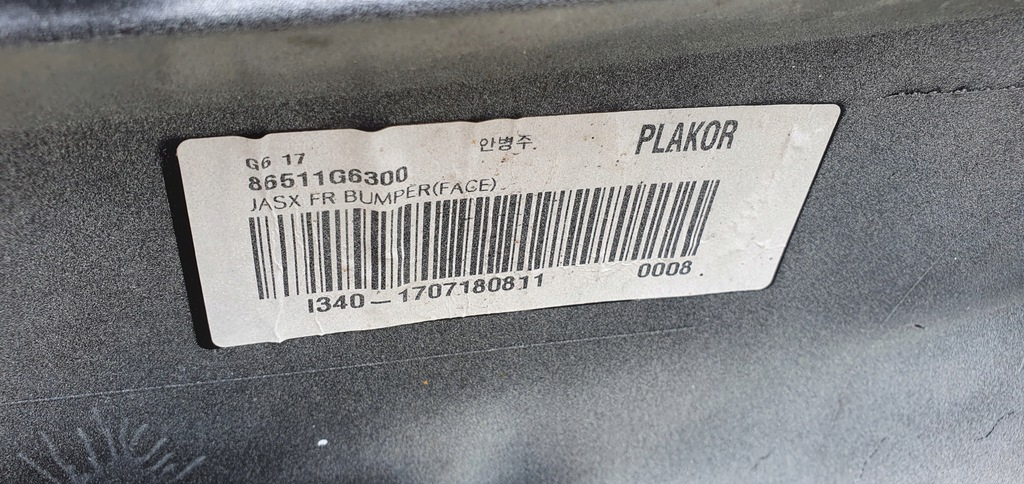 G6 17
안병주.
PLAKOR
86511G6300
JASX FR BUMPER(FACE)
I340-1707180811
0008.